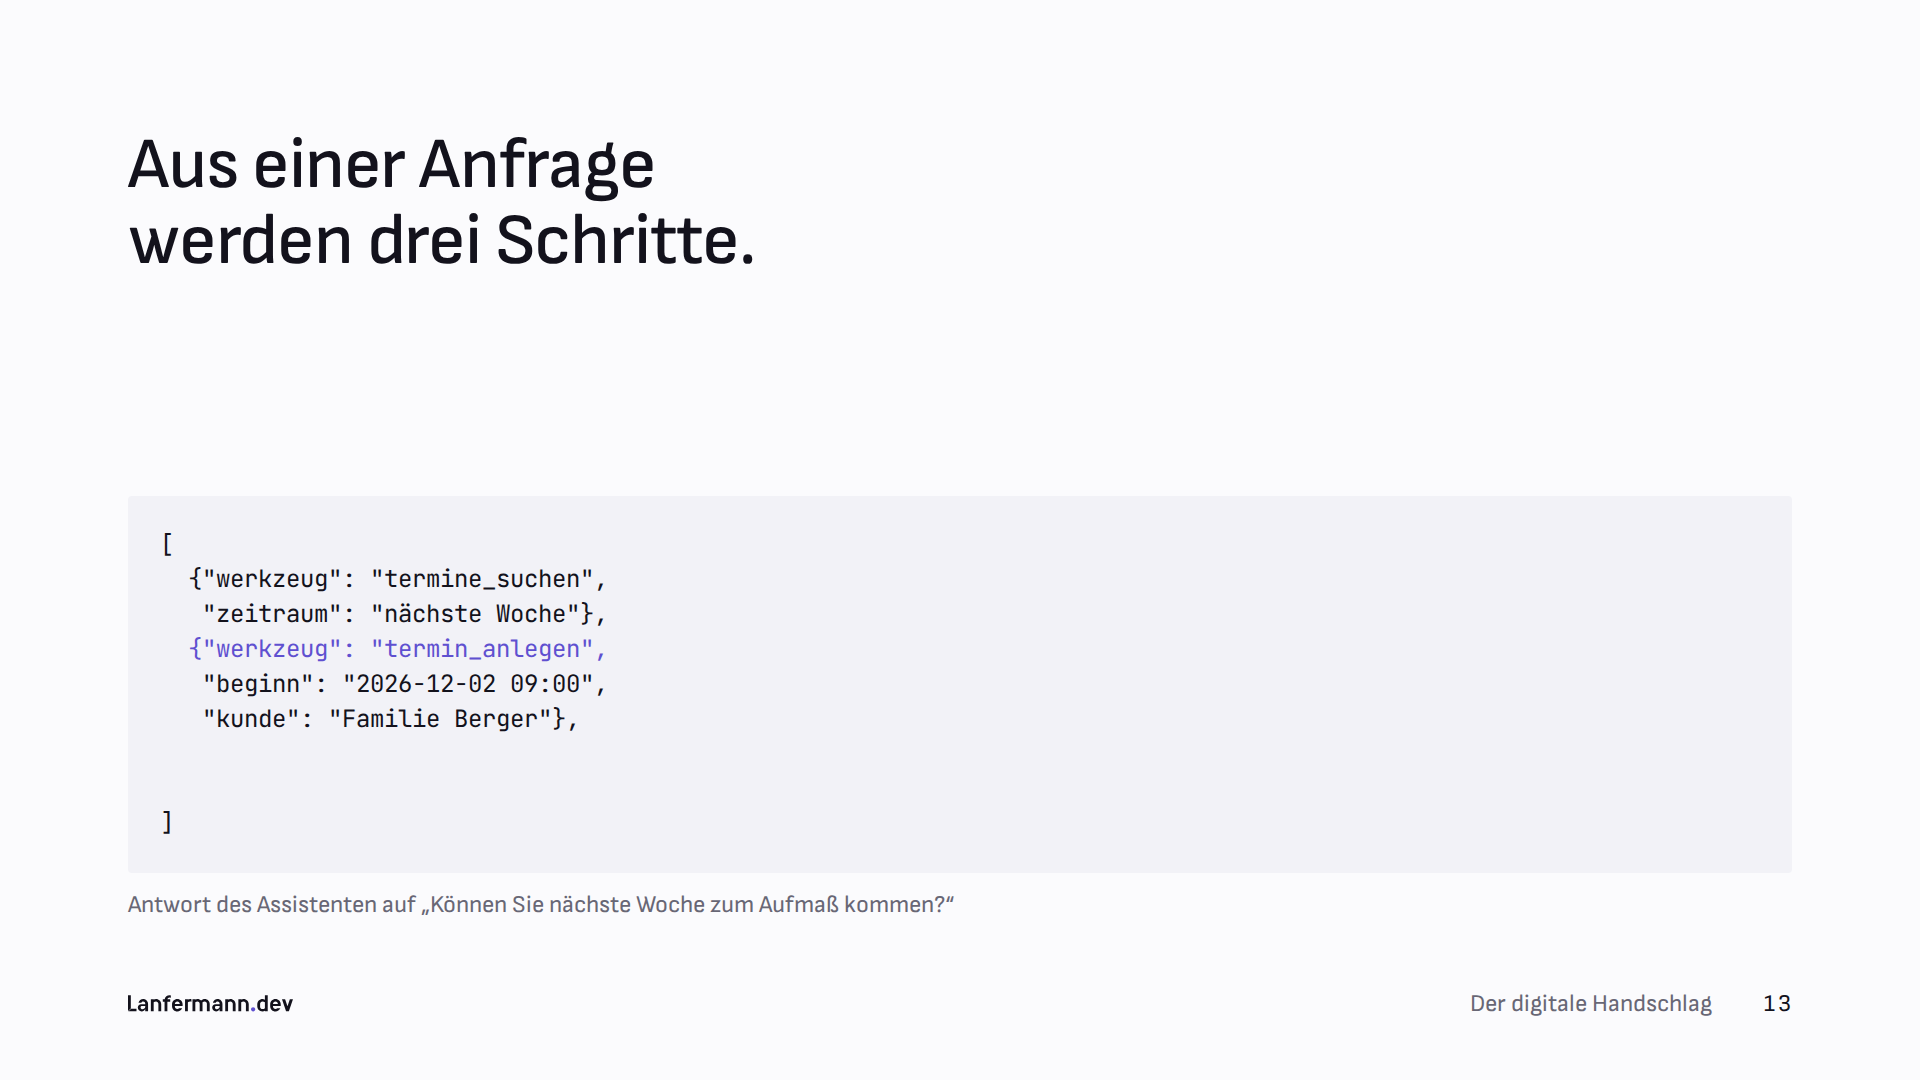 Aus einer Anfrage
werden drei Schritte.
[
  {"werkzeug": "termine_suchen",
   "zeitraum": "nächste Woche"},
  {"werkzeug": "termin_anlegen",
   "beginn": "2026-12-02 09:00",
   "kunde": "Familie Berger"},
]
Antwort des Assistenten auf „Können Sie nächste Woche zum Aufmaß kommen?“
Lanfermann.dev
Der digitale Handschlag 13